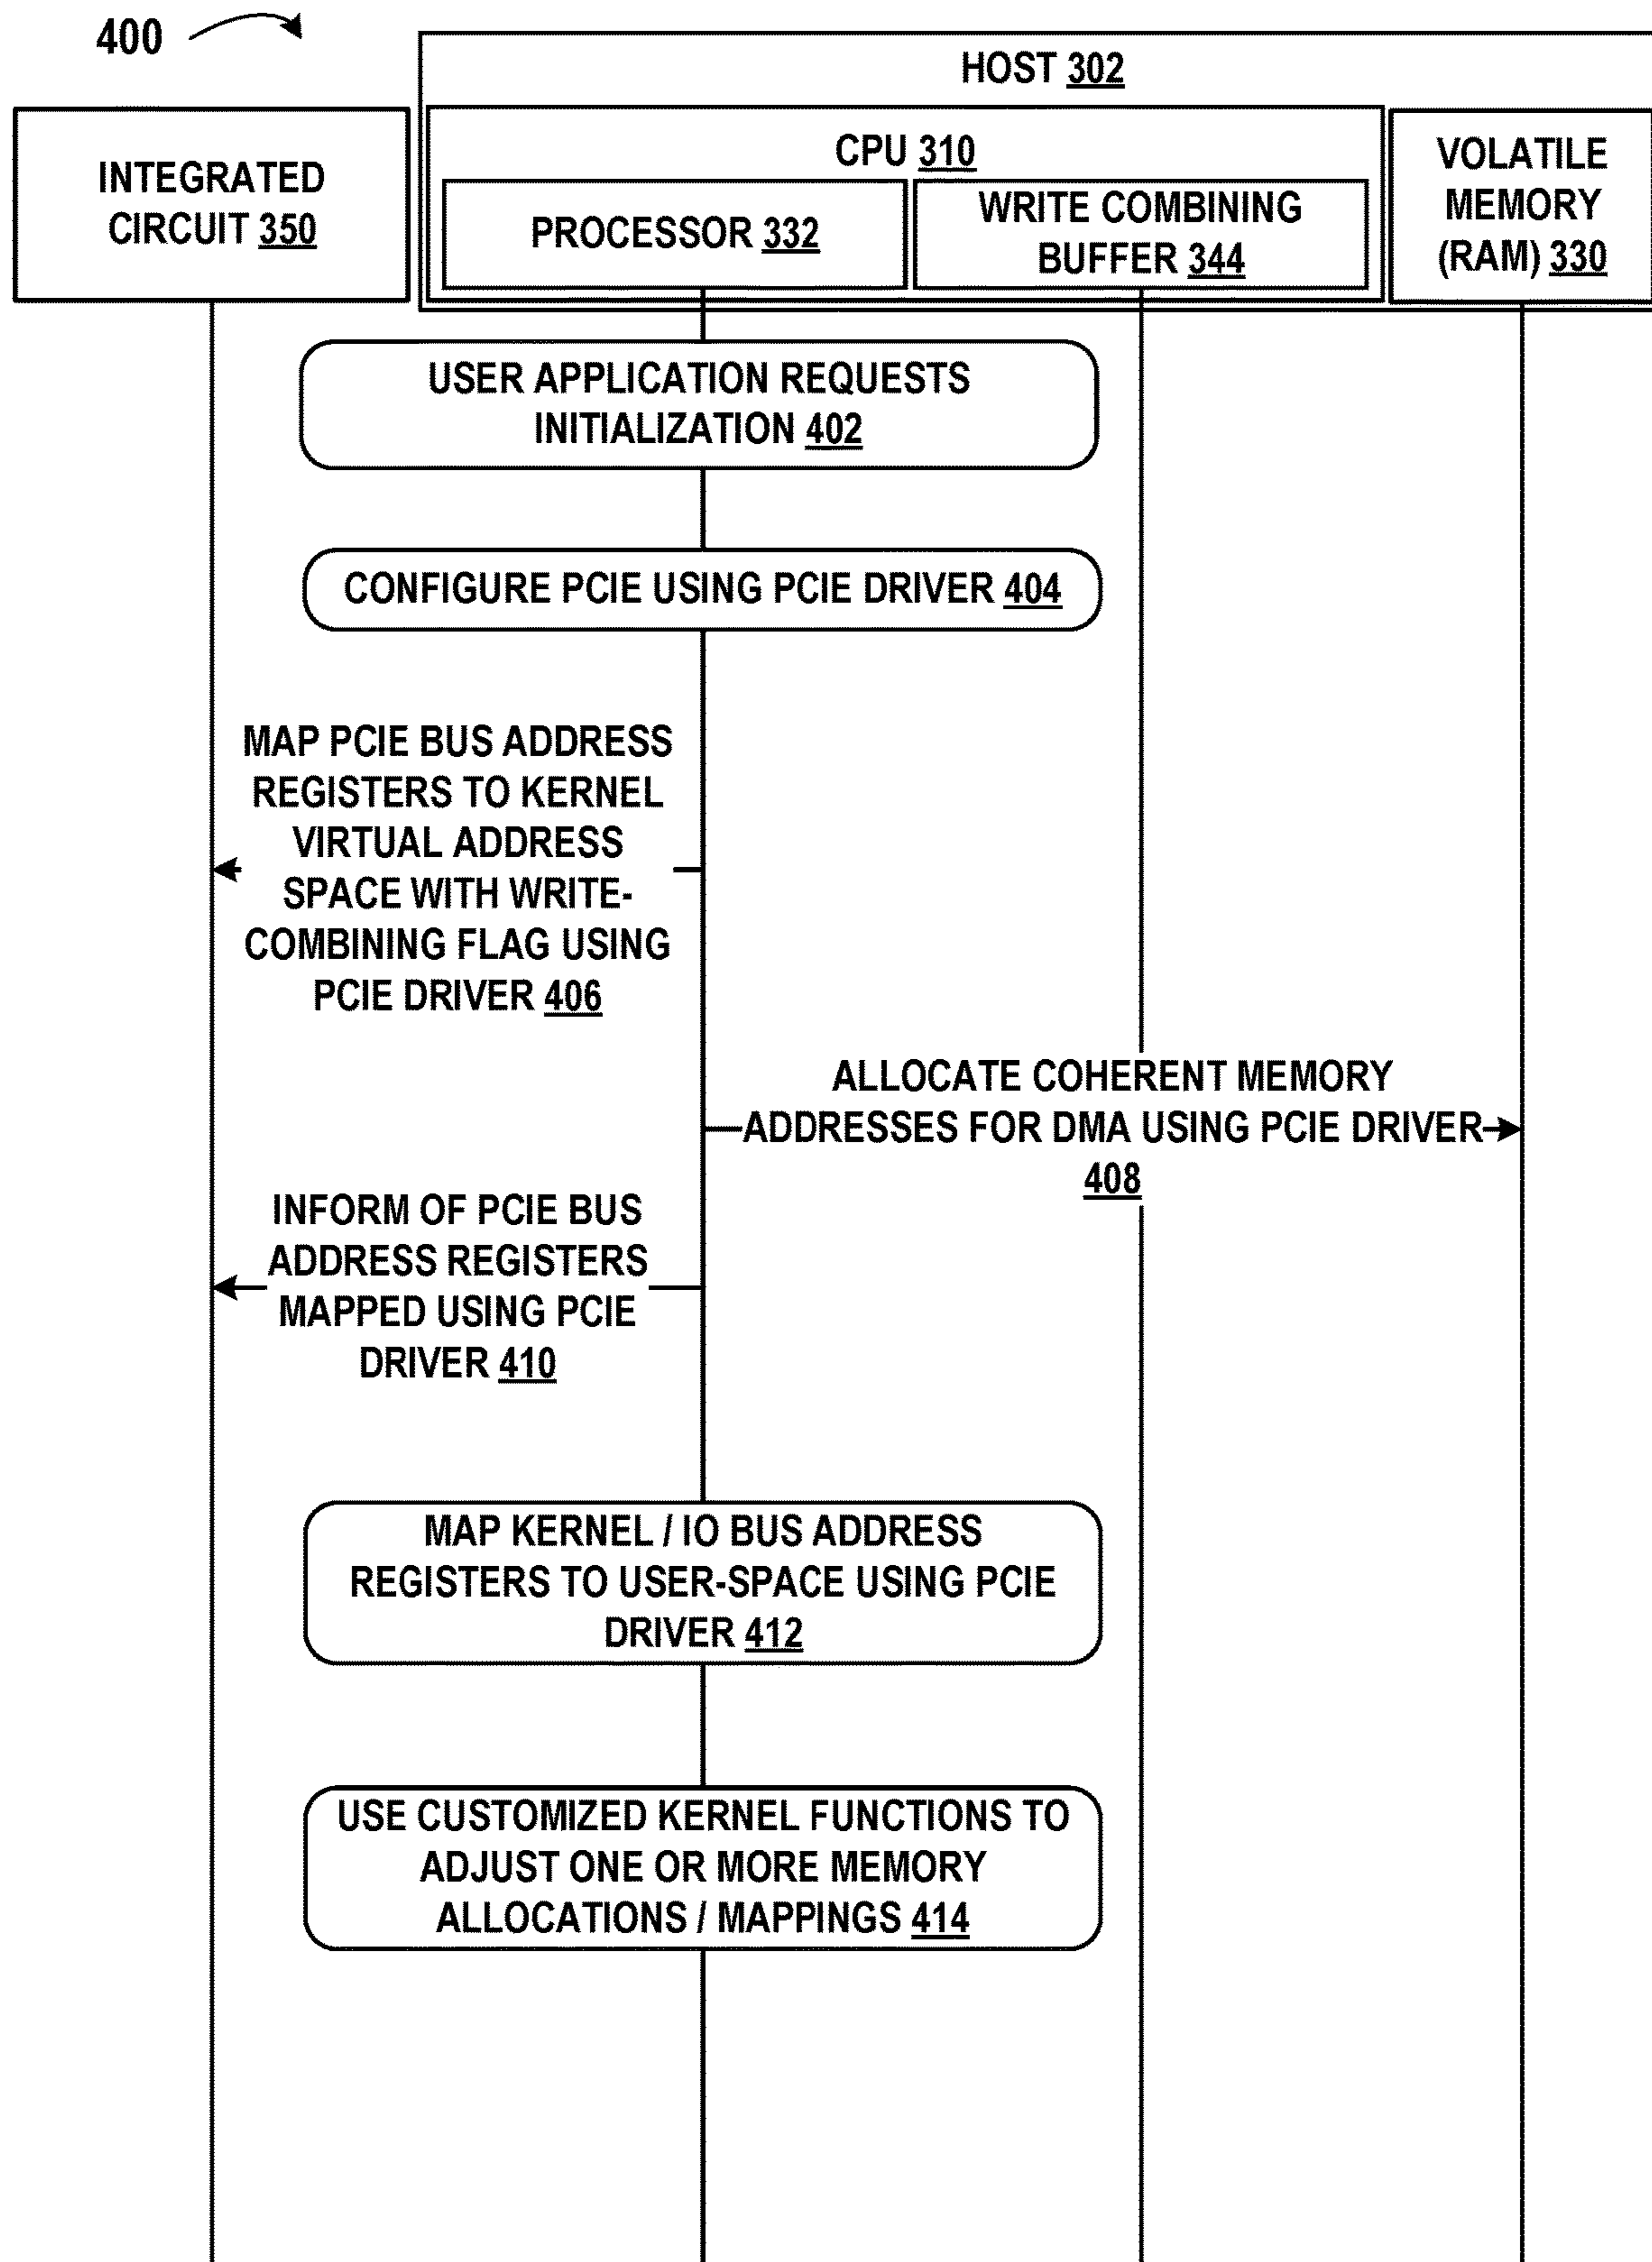 400
HOST 302
INTEGRATED
CIRCUIT 350
CPU 310
PROCESSOR 332
WRITE COMBINING
BUFFER 344
VOLATILE
MEMORY
(RAM) 330
USER APPLICATION REQUESTS
INITIALIZATION 402
CONFIGURE PCIE USING PCIE DRIVER 404
MAP PCIE BUS ADDRESS
REGISTERS TO KERNEL
VIRTUAL ADDRESS
SPACE WITH WRITE-
COMBINING FLAG USING
PCIE DRIVER 406
ALLOCATE COHERENT MEMORY
ADDRESSES FOR DMA USING PCIE DRIVER
408
INFORM OF PCIE BUS
ADDRESS REGISTERS
MAPPED USING PCIE
DRIVER 410
MAP KERNEL / IO BUS ADDRESS
REGISTERS TO USER-SPACE USING PCIE
DRIVER 412
USE CUSTOMIZED KERNEL FUNCTIONS TO
ADJUST ONE OR MORE MEMORY
ALLOCATIONS / MAPPINGS 414